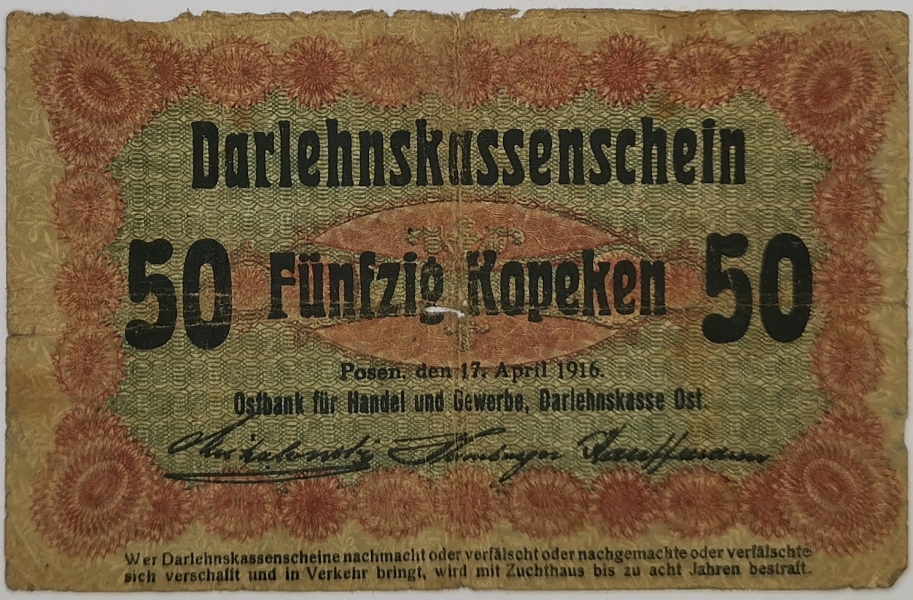 Darlehnskassenschein
50 Fünfzig Kopeken 50
Posen, den 17. April 1916.
Ostbank für Handel und Gewerbe, Darlehnskasse Ost.
Kauffmann
Wer Darlehnskassenscheine nachmacht oder verfälscht oder nachgemachte oder verfälschte
sich verschafft und in Verkehr bringt, wird mit Zuchthaus bis zu acht Jahren bestraft.